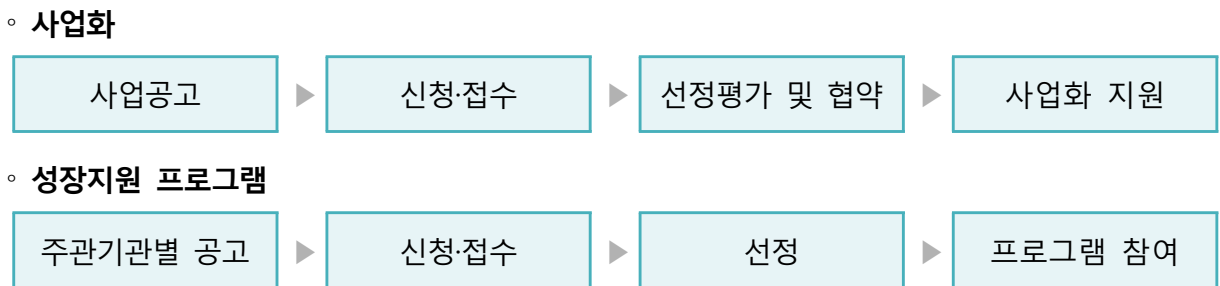 ◦ 사업화
사업공고 ▶ 신청·접수 ▶ 선정평가 및 협약 ▶ 사업화 지원
◦ 성장지원 프로그램
주관기관별 공고 ▶ 신청·접수 ▶ 선정 ▶ 프로그램 참여